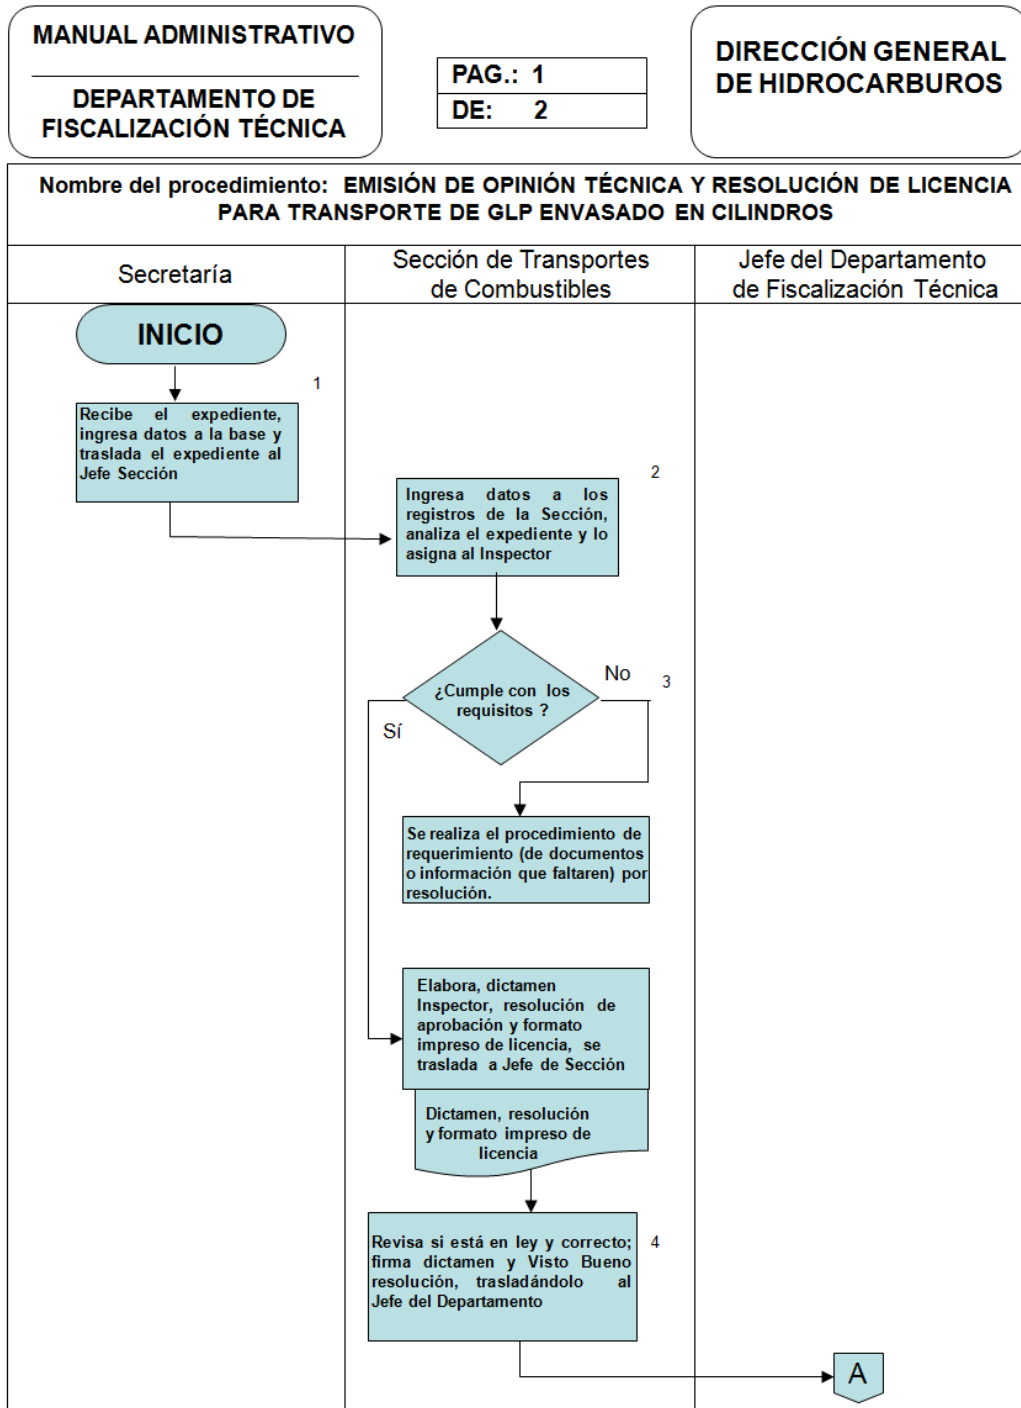 MANUAL ADMINISTRATIVO
DEPARTAMENTO DE
FISCALIZACIÓN TÉCNICA
PAG.: 1
DE: 2
DIRECCIÓN GENERAL
DE HIDROCARBUROS
Nombre del procedimiento: EMISIÓN DE OPINIÓN TÉCNICA Y RESOLUCIÓN DE LICENCIA
PARA TRANSPORTE DE GLP ENVASADO EN CILINDROS
Secretaría
Sección de Transportes
de Combustibles
Jefe del Departamento
de Fiscalización Técnica
INICIO
1
Recibe el expediente,
ingresa datos a la base y
traslada el expediente al
Jefe Sección
2
Ingresa datos a los
registros de la Sección,
analiza el expediente y lo
asigna al Inspector
¿Cumple con los
requisitos ?
No
3
Sí
Se realiza el procedimiento de
requerimiento (de documentos
o información que faltaren) por
resolución.
Elabora, dictamen
Inspector, resolución de
aprobación y formato
impreso de licencia, se
traslada a Jefe de Sección
Dictamen, resolución
y formato impreso de
licencia
4
Revisa si está en ley y correcto;
firma dictamen y Visto Bueno
resolución, trasladándolo al
Jefe del Departamento
A